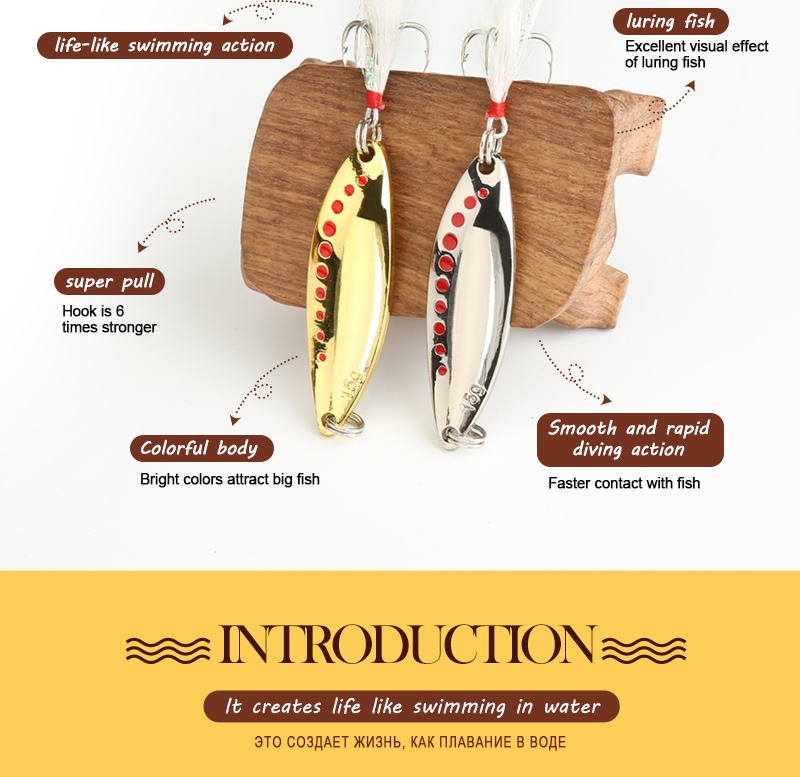 life-like swimming action
luring fish
Excellent visual effect
of luring fish
super pull
Hook is 6
times stronger
15g
15g
Colorful body
Bright colors attract big fish
Smooth and rapid
diving action
Faster contact with fish
INTRODUCTION
It creates life like swimming in water
ЭТО СОЗДАЕТ ЖИЗНЬ, КАК ПЛАВАНИЕ В ВОДЕ